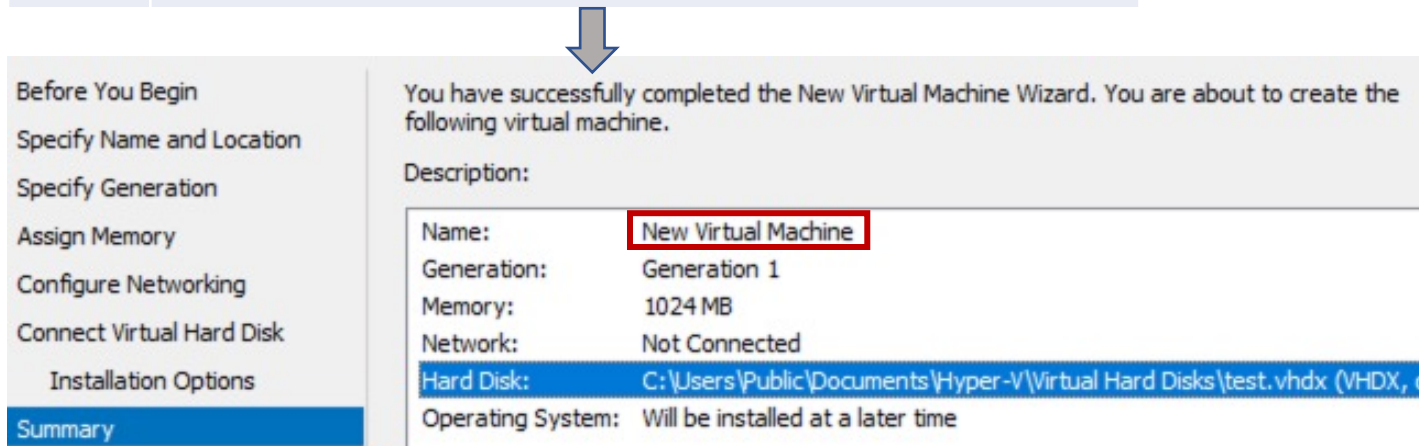 Before You Begin
Specify Name and Location
Specify Generation
Assign Memory
Configure Networking
Connect Virtual Hard Disk
Installation Options
Summary
You have successfully completed the New Virtual Machine Wizard. You are about to create the
following virtual machine.
Description:
Name: New Virtual Machine
Generation: Generation 1
Memory: 1024 MB
Network: Not Connected
Hard Disk: C:\Users\Public\Documents\Hyper-V\Virtual Hard Disks\test.vhdx (VHDX,
Operating System: Will be installed at a later time